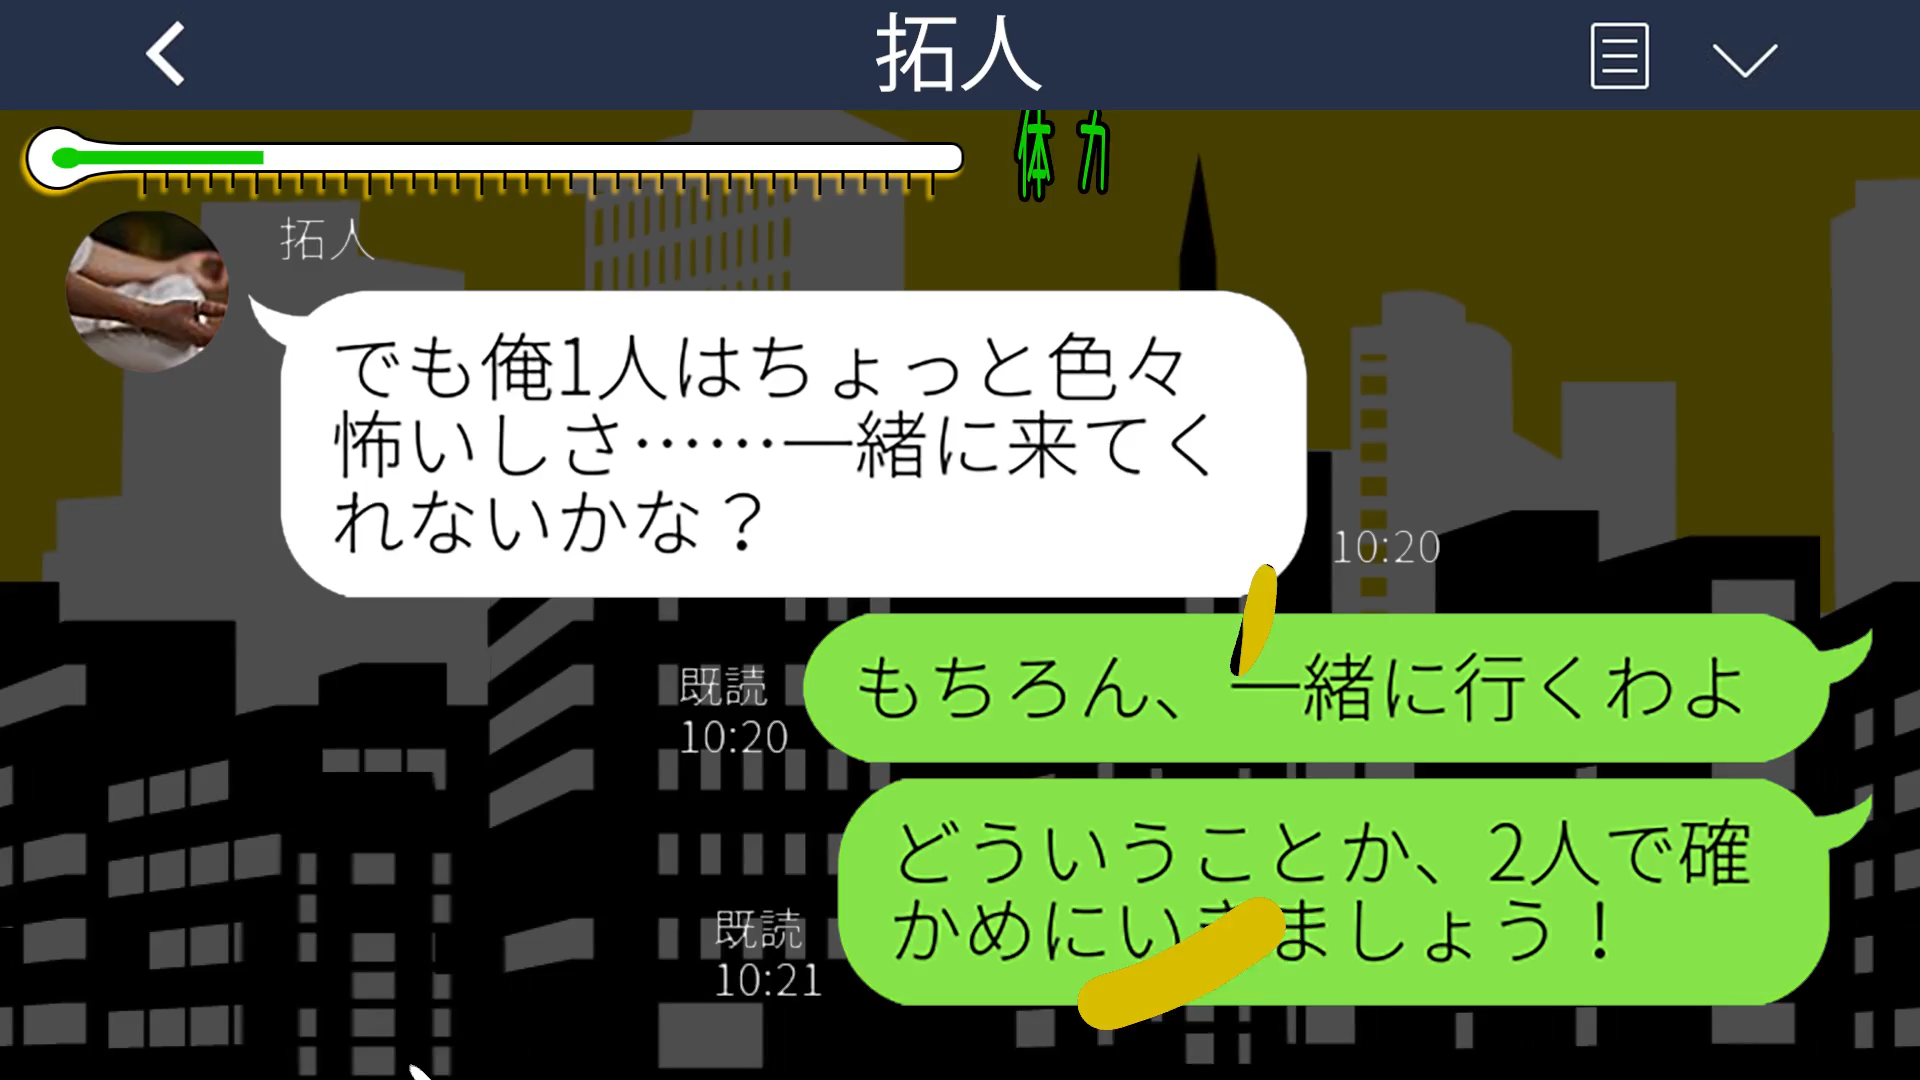 拓人
体力
拓人
でも俺1人はちょっと色々
怖いしさ……一緒に来てく
れないかな？
10:20
もちろん、一緒に行くわよ
既読
10:20
どういうことか、2人で確
かめにいきましょう！
既読
10:21